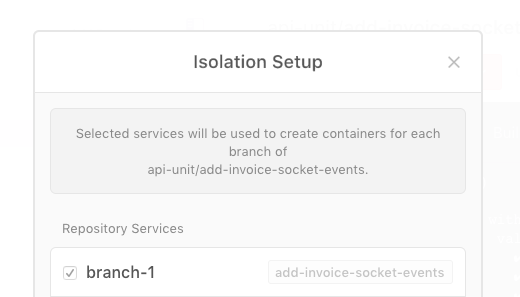 Isolation Setup
Selected services will be used to create containers for each
branch of
api-unit/add-invoice-socket-events.
Repository Services
branch-1
add-invoice-socket-events